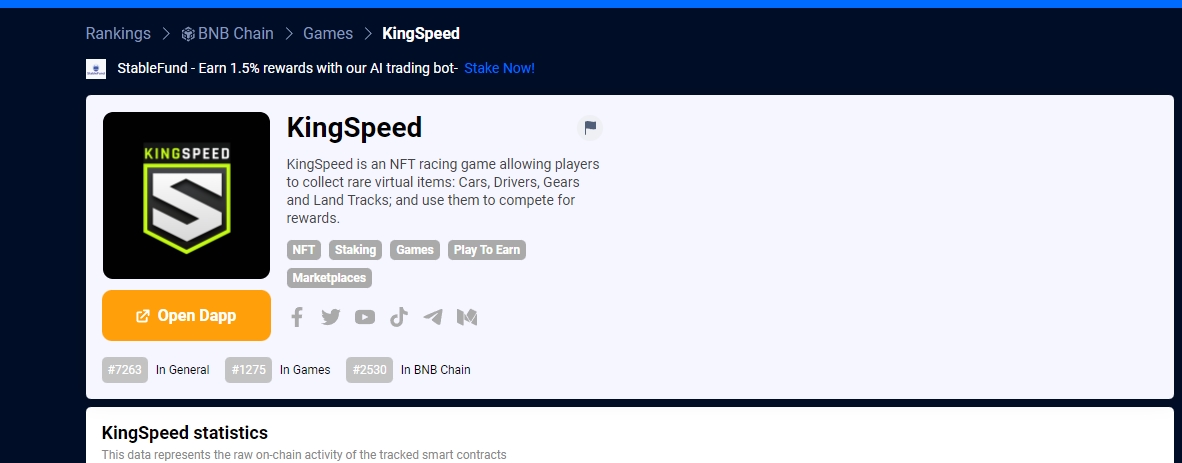 Rankings > BNB Chain > Games > KingSpeed
StableFund - Earn 1.5% rewards with our AI trading bot- Stake Now!
KINGSPEED
KingSpeed
KingSpeed is an NFT racing game allowing players
to collect rare virtual items: Cars, Drivers, Gears
and Land Tracks; and use them to compete for
rewards.
NFT Staking Games Play To Earn
Marketplaces
Open Dapp
#7263 In General #1275 In Games #2530 In BNB Chain
KingSpeed statistics
This data represents the raw on-chain activity of the tracked smart contracts